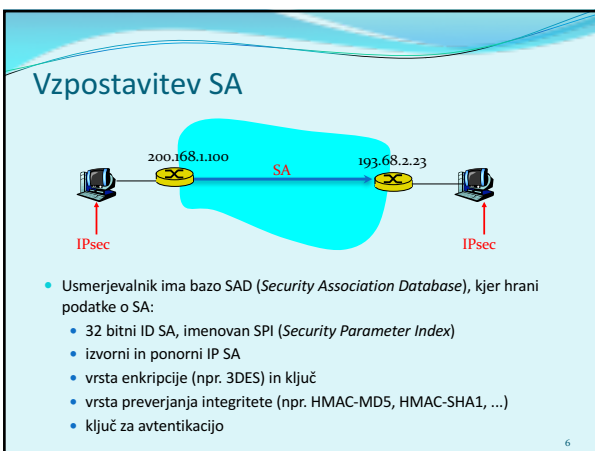 Vzpostavitev SA
200.168.1.100
193.68.2.23
SA
IPsec
IPsec
Usmerjevalnik ima bazo SAD (Security Association Database), kjer hrani
podatke o SA:
32 bitni ID SA, imenovan SPI (Security Parameter Index)
izvorni in ponorni IP SA
vrsta enkripcije (npr. 3DES) in ključ
vrsta preverjanja integritete (npr. HMAC-MD5, HMAC-SHA1, ...)
ključ za avtentikacijo
6